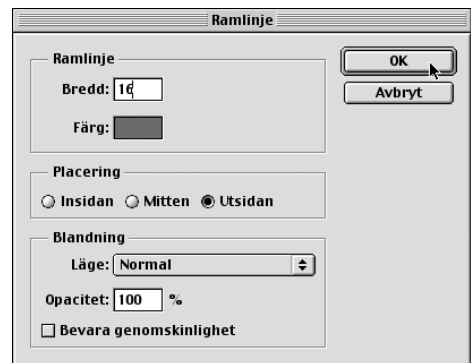 Ramlinje
Ramlinje
Bredd: 16
Färg:
OK
Avbryt
Placering
Insidan Mitten Utsidan
Blandning
Läge: Normal
Opacitet: 100 %
Bevara genomskinlighet